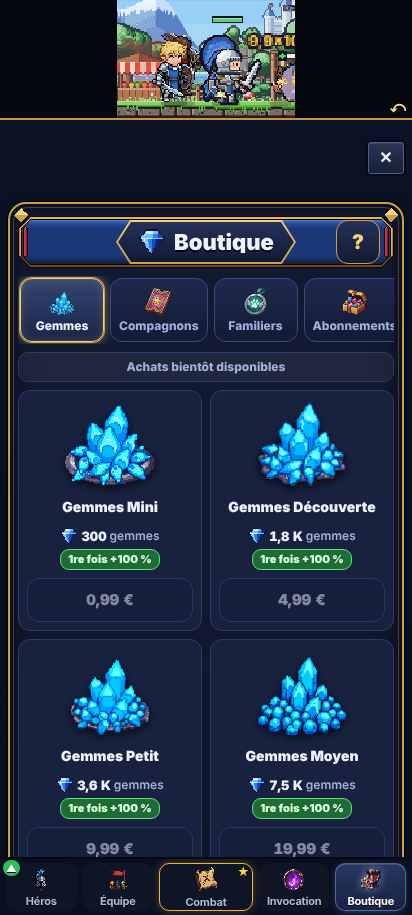 ×
Boutique
?
Gemmes
Compagnons
Familiers
Abonnements
Achats bientôt disponibles
Gemmes Mini
300 gemmes
1re fois +100 %
0,99 €
Gemmes Découverte
1,8 K gemmes
1re fois +100 %
4,99 €
Gemmes Petit
3,6 K gemmes
1re fois +100 %
9,99 €
Gemmes Moyen
7,5 K gemmes
1re fois +100 %
19,99 €
Héros
Équipe
Combat
Invocation
Boutique